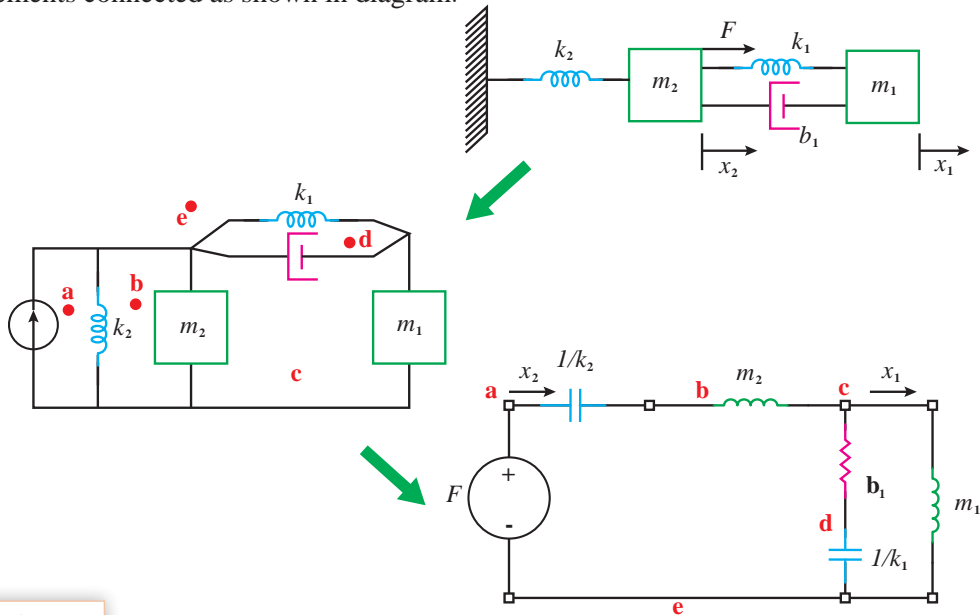 ements connected as shown in diagram.
F
k₂
k₁
m₂
m₁
b₁
x₂
x₁
k₁
e
d
a
b
k₂
m₂
m₁
c
1/k₂
a
x₂
b
m₂
c
x₁
F
+
-
b₁
m₁
d
1/k₁
e